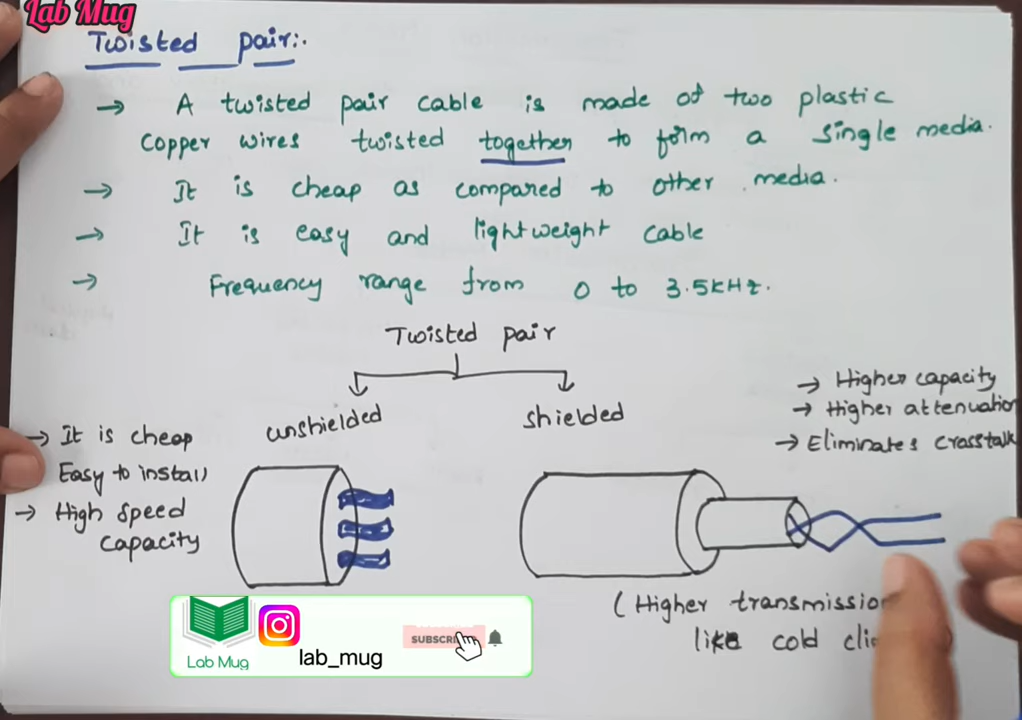 Lab Mug
Twisted pair:-
→ A twisted pair cable is made of two plastic
Copper wires twisted together to form a single media.
→ It is cheap as compared to other media.
→ It is easy and lightweight cable
→ Frequency range from 0 to 3.5KHz.
Twisted pair
unshielded
shielded
→ It is cheap
Easy to install
→ High speed
capacity
→ Higher capacity
→ Higher attenuation
→ Eliminates crosstalk
(Higher transmission
like cold
Lab Mug
lab_mug
SUBSCRIBE